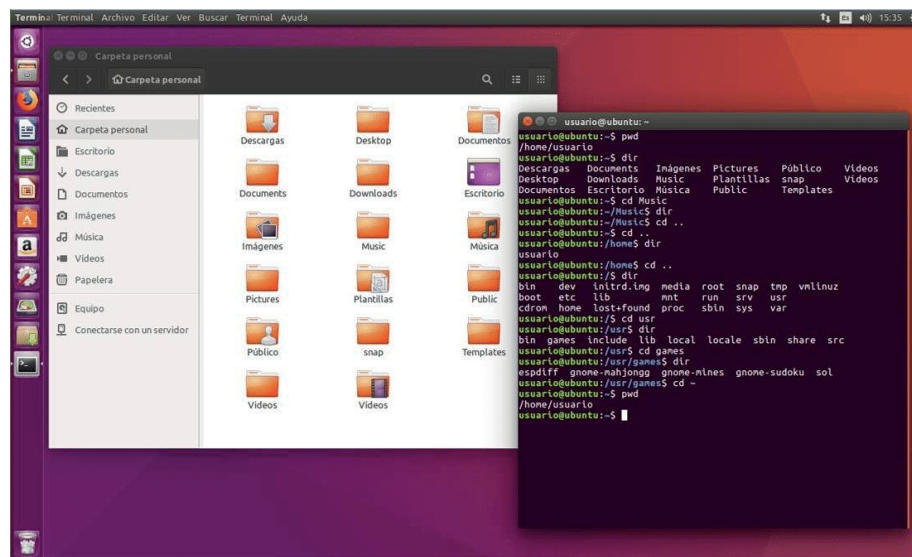 Terminal Terminal Archivo Editar Ver Buscar Terminal Ayuda
Es 15:35
Carpeta personal
Carpeta personal
Recientes
Carpeta personal
Escritorio
Descargas
Documentos
Imágenes
Música
Vídeos
Papelera
Equipo
Conectarse con un servidor
Descargas Desktop Documentos
Documents Downloads Escritorio
Imágenes Music Música
Pictures Plantillas Public
Público snap Templates
Videos Vídeos
usuario@ubuntu: ~
usuario@ubuntu:~$ pwd
/home/usuario
usuario@ubuntu:~$ dir
Descargas Documents Imágenes Pictures Público Vídeos
Desktop Downloads Music Plantillas snap Videos
Documentos Escritorio Música Public Templates
usuario@ubuntu:~$ cd Music
usuario@ubuntu:~/Music$ dir
usuario@ubuntu:~/Music$ cd ..
usuario@ubuntu:~$ cd ..
usuario@ubuntu:/home$ dir
usuario
usuario@ubuntu:/home$ cd ..
usuario@ubuntu:/$ dir
bin dev initrd.img media root snap tmp vmlinuz
boot etc lib mnt run srv usr
cdrom home lost+found proc sbin sys var
usuario@ubuntu:/$ cd usr
usuario@ubuntu:/usr$ dir
bin games include lib local locale sbin share src
usuario@ubuntu:/usr$ cd games
usuario@ubuntu:/usr/games$ dir
espdiff gnome-mahjongg gnome-mines gnome-sudoku sol
usuario@ubuntu:/usr/games$ cd ~
usuario@ubuntu:~$ pwd
/home/usuario
usuario@ubuntu:~$